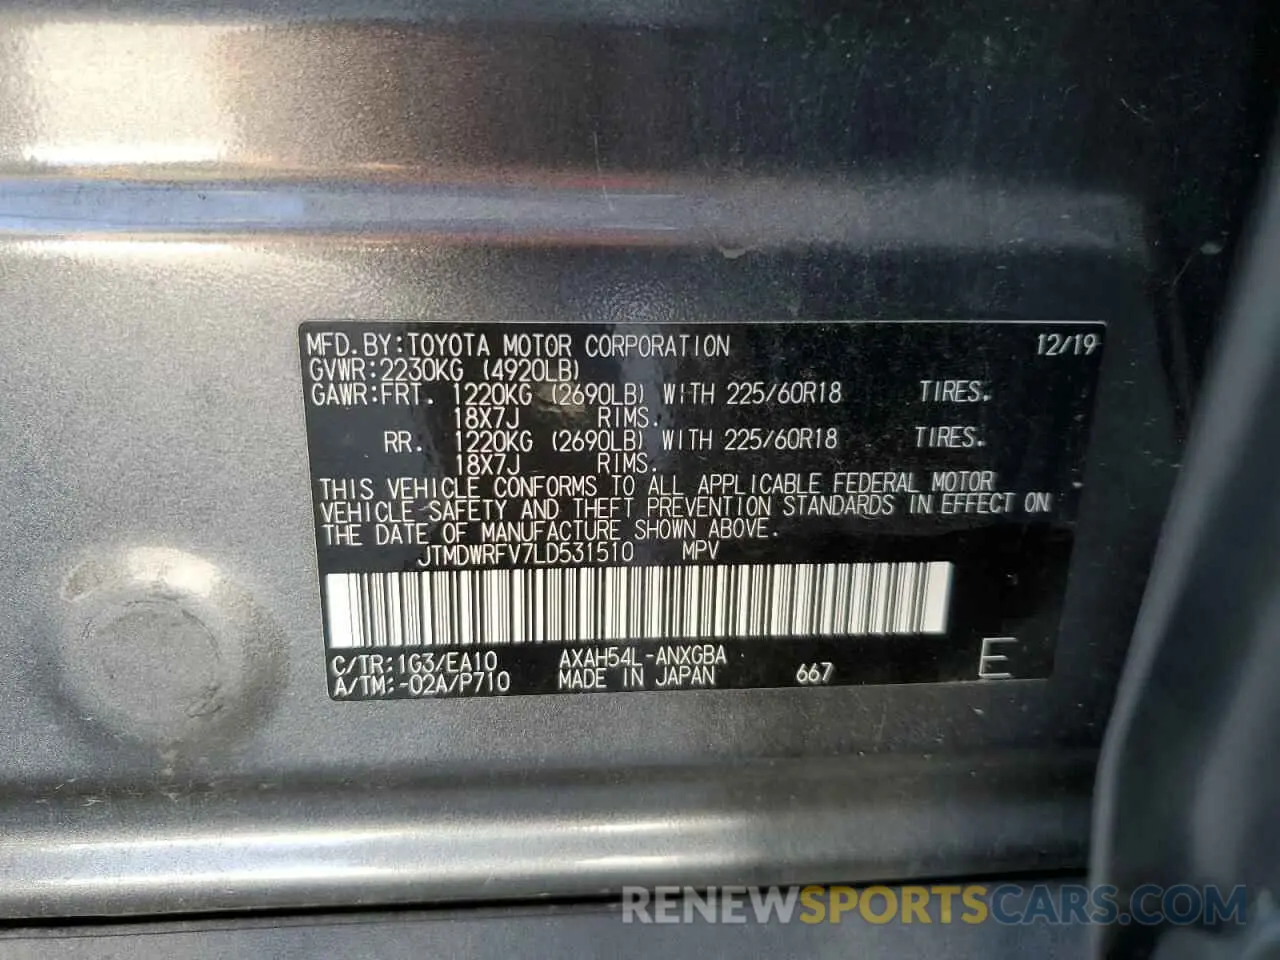 MFD. BY: TOYOTA MOTOR CORPORATION 12/19
GVWR: 2230KG (4920LB)
GAWR: FRT. 1220KG (2690LB) WITH 225/60R18 TIRES.
18X7J RIMS.
RR. 1220KG (2690LB) WITH 225/60R18 TIRES.
18X7J RIMS.
THIS VEHICLE CONFORMS TO ALL APPLICABLE FEDERAL MOTOR
VEHICLE SAFETY AND THEFT PREVENTION STANDARDS IN EFFECT ON
THE DATE OF MANUFACTURE SHOWN ABOVE.
JTMDWRFV7LD531510 MPV
C/TR: 1G3/EA10 AXAH54L-ANXGBA
A/TM: -02A/P710 MADE IN JAPAN 667 E
RENEWSPORTSCARS.COM